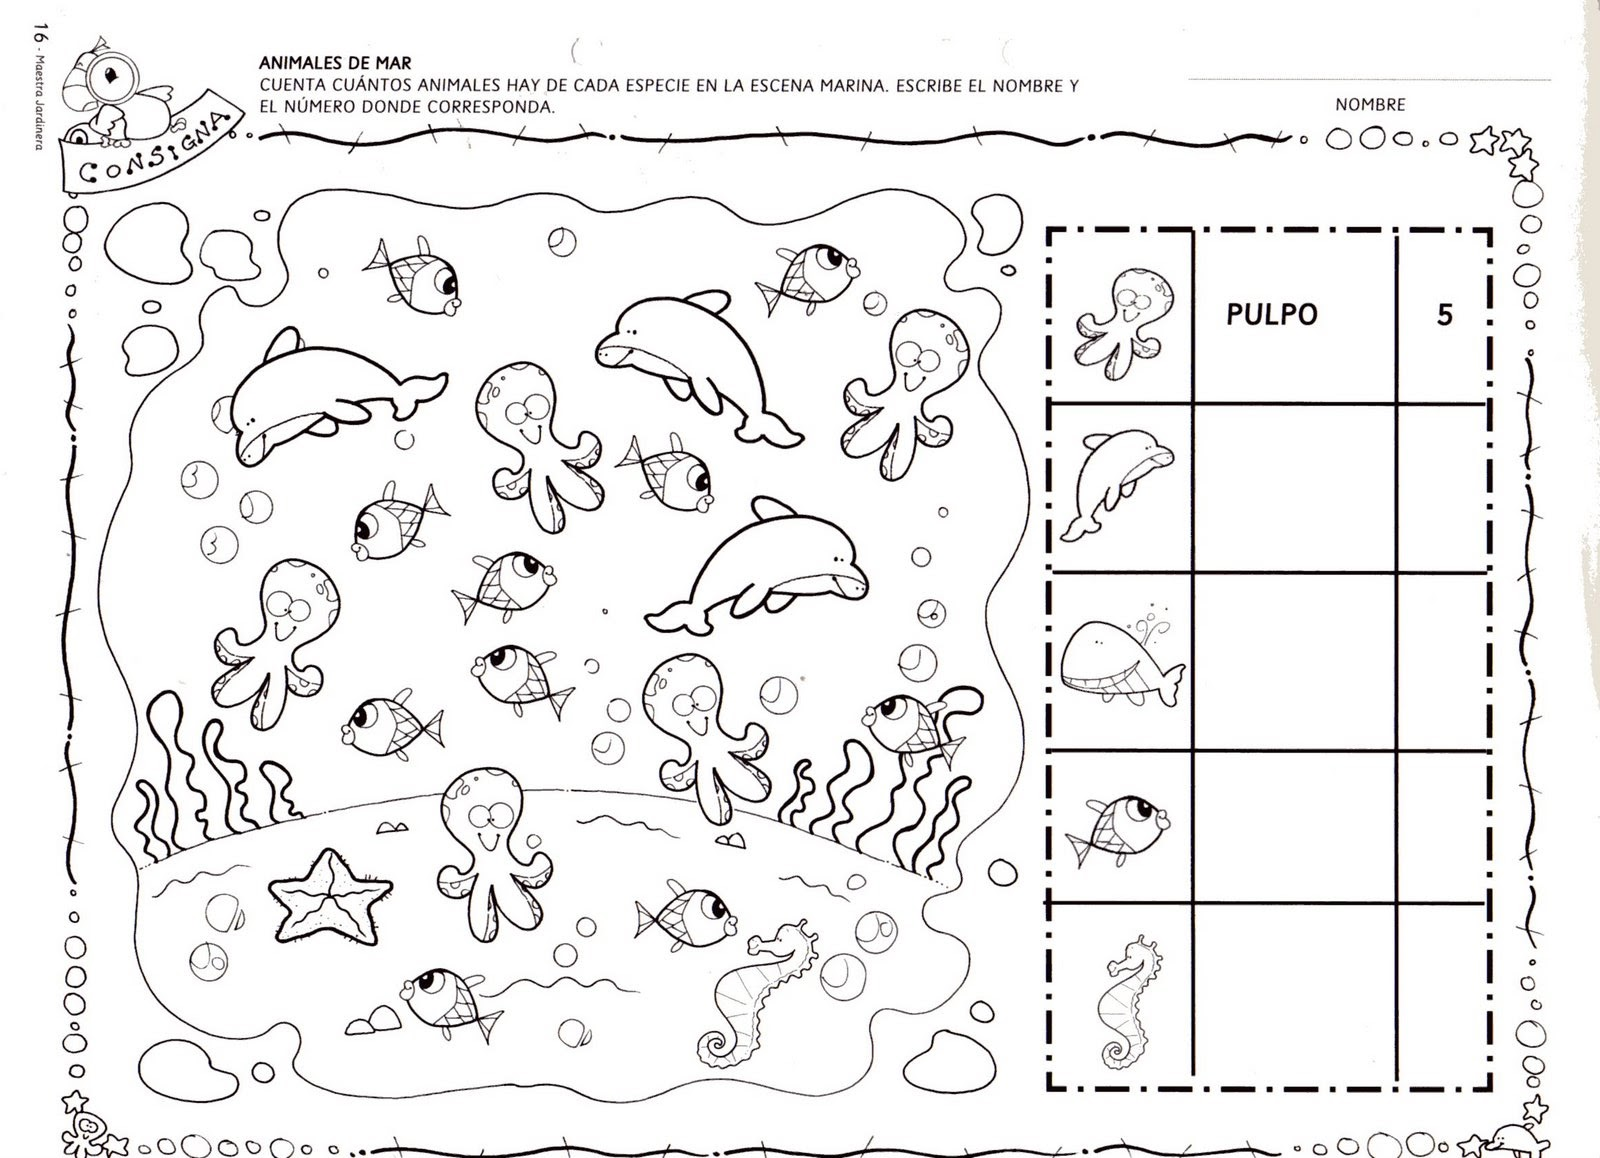 16 - Maestra Jardinera
CONSIGNA
ANIMALES DE MAR
CUENTA CUÁNTOS ANIMALES HAY DE CADA ESPECIE EN LA ESCENA MARINA. ESCRIBE EL NOMBRE Y
EL NÚMERO DONDE CORRESPONDA.
NOMBRE
PULPO 5